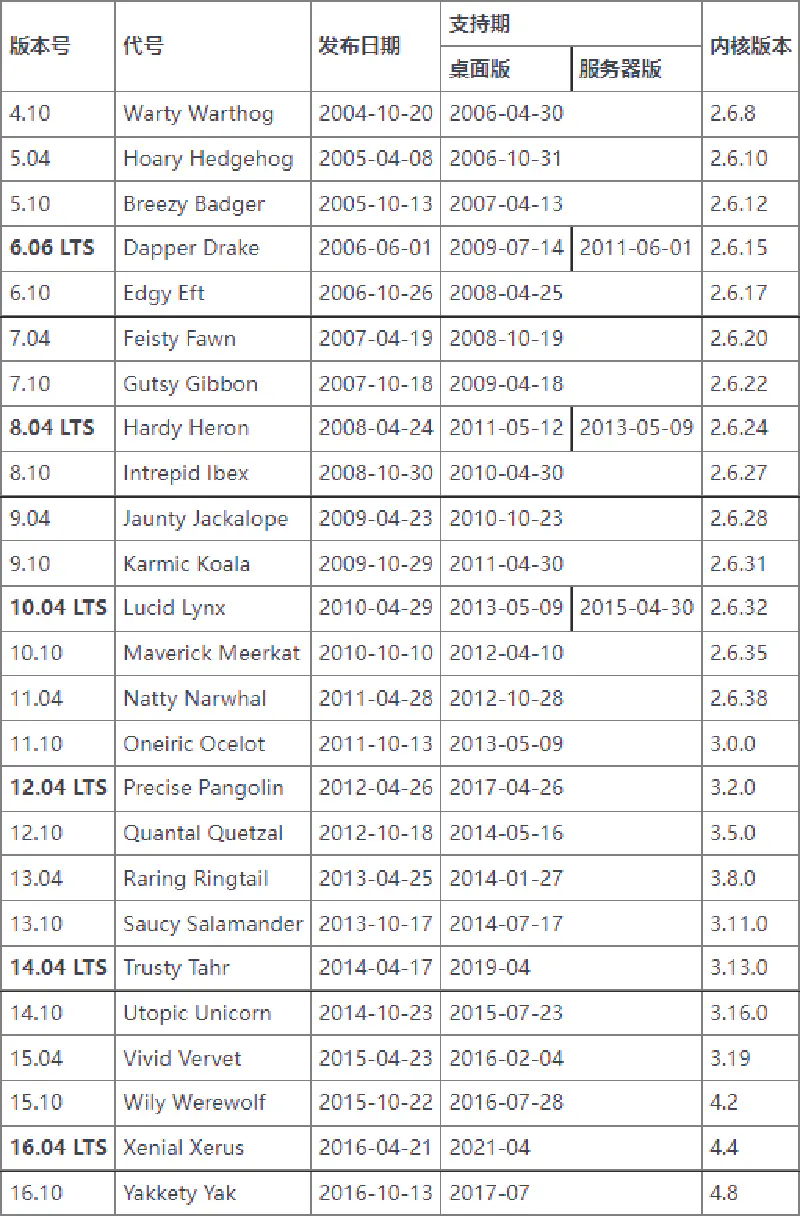 版本号 代号 发布日期 支持期 内核版本
桌面版 服务器版
4.10 Warty Warthog 2004-10-20 2006-04-30 2.6.8
5.04 Hoary Hedgehog 2005-04-08 2006-10-31 2.6.10
5.10 Breezy Badger 2005-10-13 2007-04-13 2.6.12
6.06 LTS Dapper Drake 2006-06-01 2009-07-14 2011-06-01 2.6.15
6.10 Edgy Eft 2006-10-26 2008-04-25 2.6.17
7.04 Feisty Fawn 2007-04-19 2008-10-19 2.6.20
7.10 Gutsy Gibbon 2007-10-18 2009-04-18 2.6.22
8.04 LTS Hardy Heron 2008-04-24 2011-05-12 2013-05-09 2.6.24
8.10 Intrepid Ibex 2008-10-30 2010-04-30 2.6.27
9.04 Jaunty Jackalope 2009-04-23 2010-10-23 2.6.28
9.10 Karmic Koala 2009-10-29 2011-04-30 2.6.31
10.04 LTS Lucid Lynx 2010-04-29 2013-05-09 2015-04-30 2.6.32
10.10 Maverick Meerkat 2010-10-10 2012-04-10 2.6.35
11.04 Natty Narwhal 2011-04-28 2012-10-28 2.6.38
11.10 Oneiric Ocelot 2011-10-13 2013-05-09 3.0.0
12.04 LTS Precise Pangolin 2012-04-26 2017-04-26 3.2.0
12.10 Quantal Quetzal 2012-10-18 2014-05-16 3.5.0
13.04 Raring Ringtail 2013-04-25 2014-01-27 3.8.0
13.10 Saucy Salamander 2013-10-17 2014-07-17 3.11.0
14.04 LTS Trusty Tahr 2014-04-17 2019-04 3.13.0
14.10 Utopic Unicorn 2014-10-23 2015-07-23 3.16.0
15.04 Vivid Vervet 2015-04-23 2016-02-04 3.19
15.10 Wily Werewolf 2015-10-22 2016-07-28 4.2
16.04 LTS Xenial Xerus 2016-04-21 2021-04 4.4
16.10 Yakkety Yak 2016-10-13 2017-07 4.8